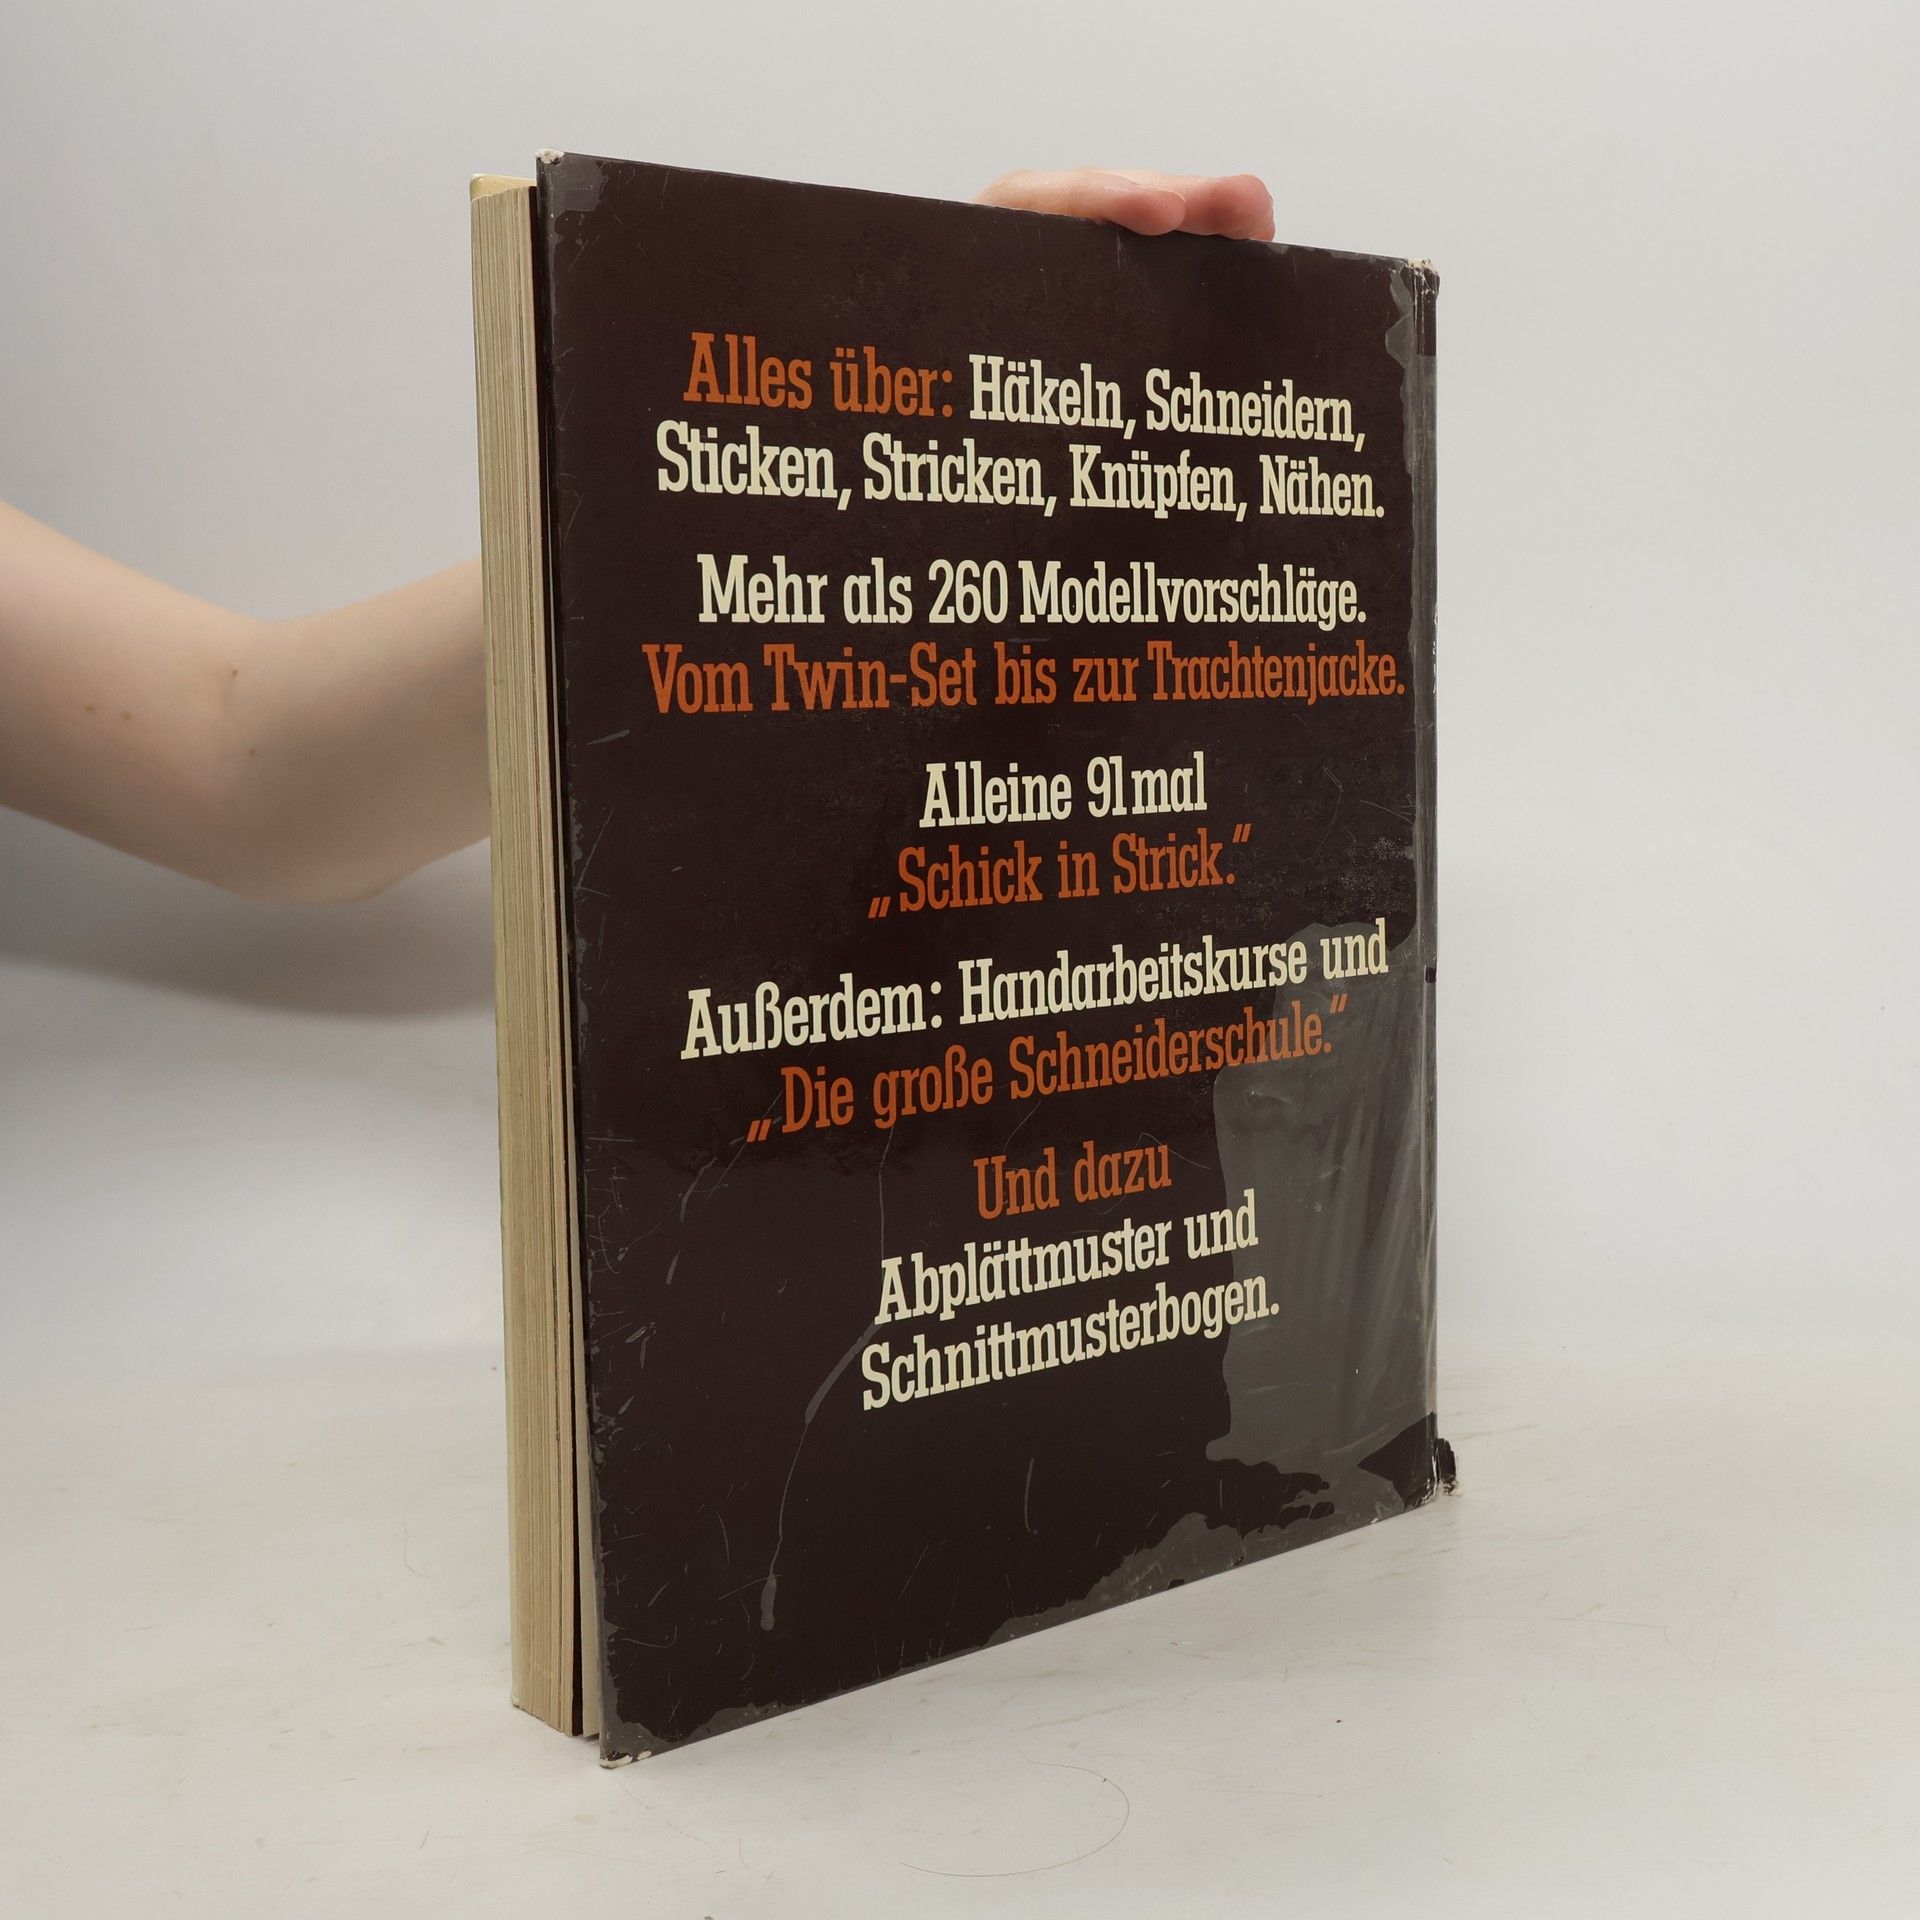 Alles über: Häkeln, Schneidern,
Sticken, Stricken, Knüpfen, Nähen.
Mehr als 260 Modellvorschläge.
Vom Twin-Set bis zur Trachtenjacke.
Alleine 91mal
„Schick in Strick.”
Außerdem: Handarbeitskurse und
„Die große Schneiderschule.”
Und dazu
Abplättmuster und
Schnittmusterbogen.